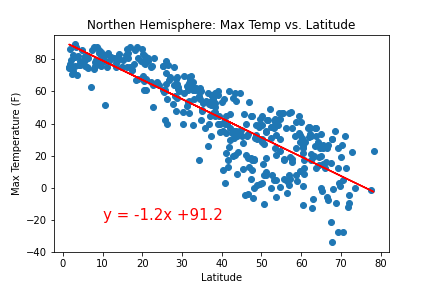 Northen Hemisphere: Max Temp vs. Latitude
Max Temperature (F)
80
60
40
20
0
−20
−40
y = -1.2x +91.2
0 10 20 30 40 50 60 70 80
Latitude